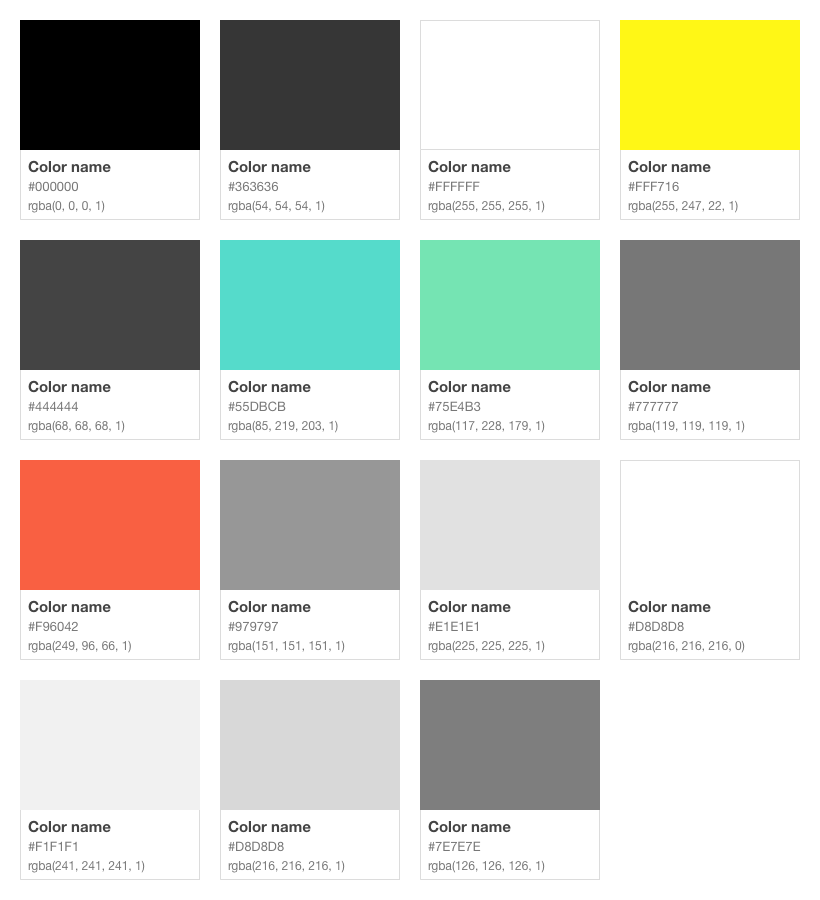 Color name
#000000
rgba(0, 0, 0, 1)
Color name
#363636
rgba(54, 54, 54, 1)
Color name
#FFFFFF
rgba(255, 255, 255, 1)
Color name
#FFF716
rgba(255, 247, 22, 1)
Color name
#444444
rgba(68, 68, 68, 1)
Color name
#55DBCB
rgba(85, 219, 203, 1)
Color name
#75E4B3
rgba(117, 228, 179, 1)
Color name
#777777
rgba(119, 119, 119, 1)
Color name
#F96042
rgba(249, 96, 66, 1)
Color name
#979797
rgba(151, 151, 151, 1)
Color name
#E1E1E1
rgba(225, 225, 225, 1)
Color name
#D8D8D8
rgba(216, 216, 216, 0)
Color name
#F1F1F1
rgba(241, 241, 241, 1)
Color name
#D8D8D8
rgba(216, 216, 216, 1)
Color name
#7E7E7E
rgba(126, 126, 126, 1)